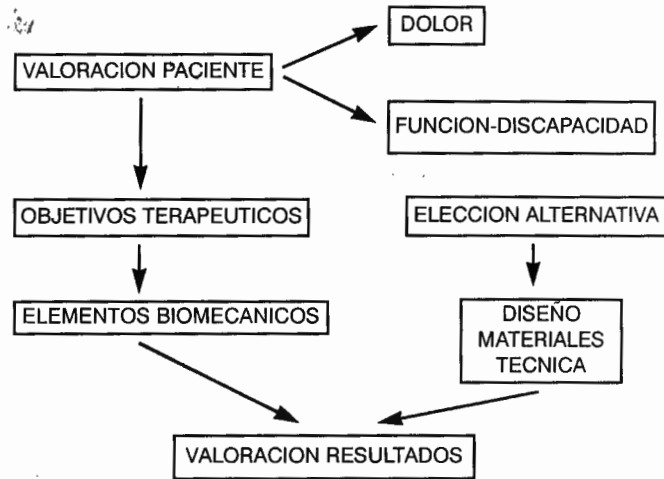 DOLOR
VALORACION PACIENTE
FUNCION-DISCAPACIDAD
OBJETIVOS TERAPEUTICOS
ELECCION ALTERNATIVA
ELEMENTOS BIOMECANICOS
DISEÑO
MATERIALES
TECNICA
VALORACION RESULTADOS